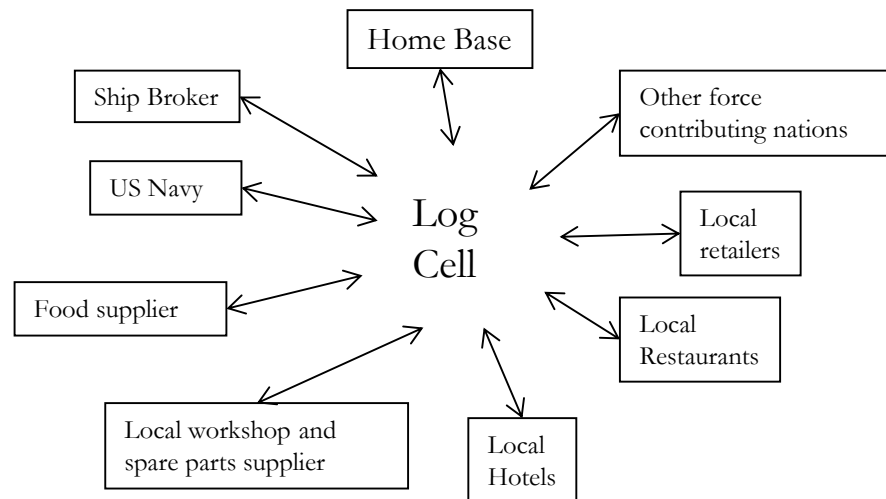 Home Base
Ship Broker
Other force
contributing nations
US Navy
Log
Cell
Local
retailers
Food supplier
Local
Restaurants
Local workshop and
spare parts supplier
Local
Hotels